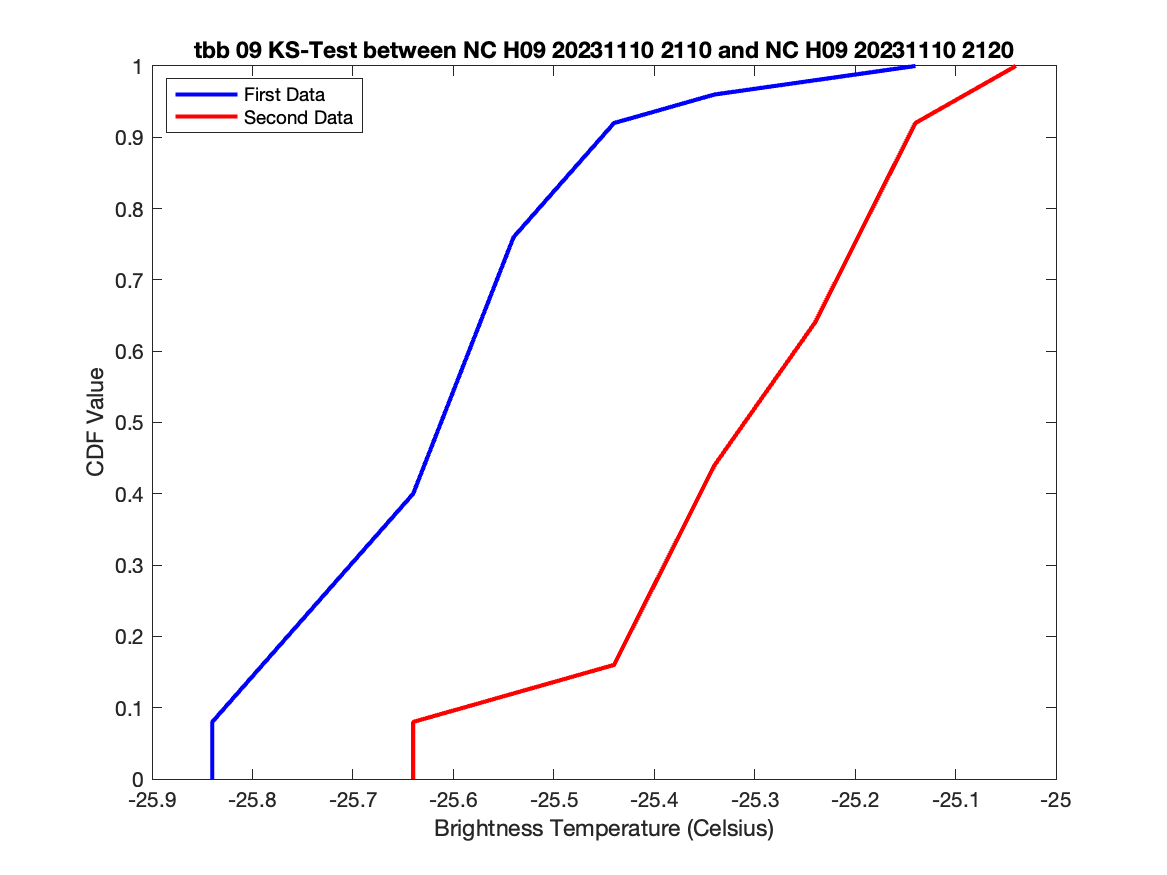 tbb 09 KS-Test between NC H09 20231110 2110 and NC H09 20231110 2120
First Data
Second Data
1
0.9
0.8
0.7
0.6
0.5
0.4
0.3
0.2
0.1
0
CDF Value
-25.9 -25.8 -25.7 -25.6 -25.5 -25.4 -25.3 -25.2 -25.1 -25
Brightness Temperature (Celsius)